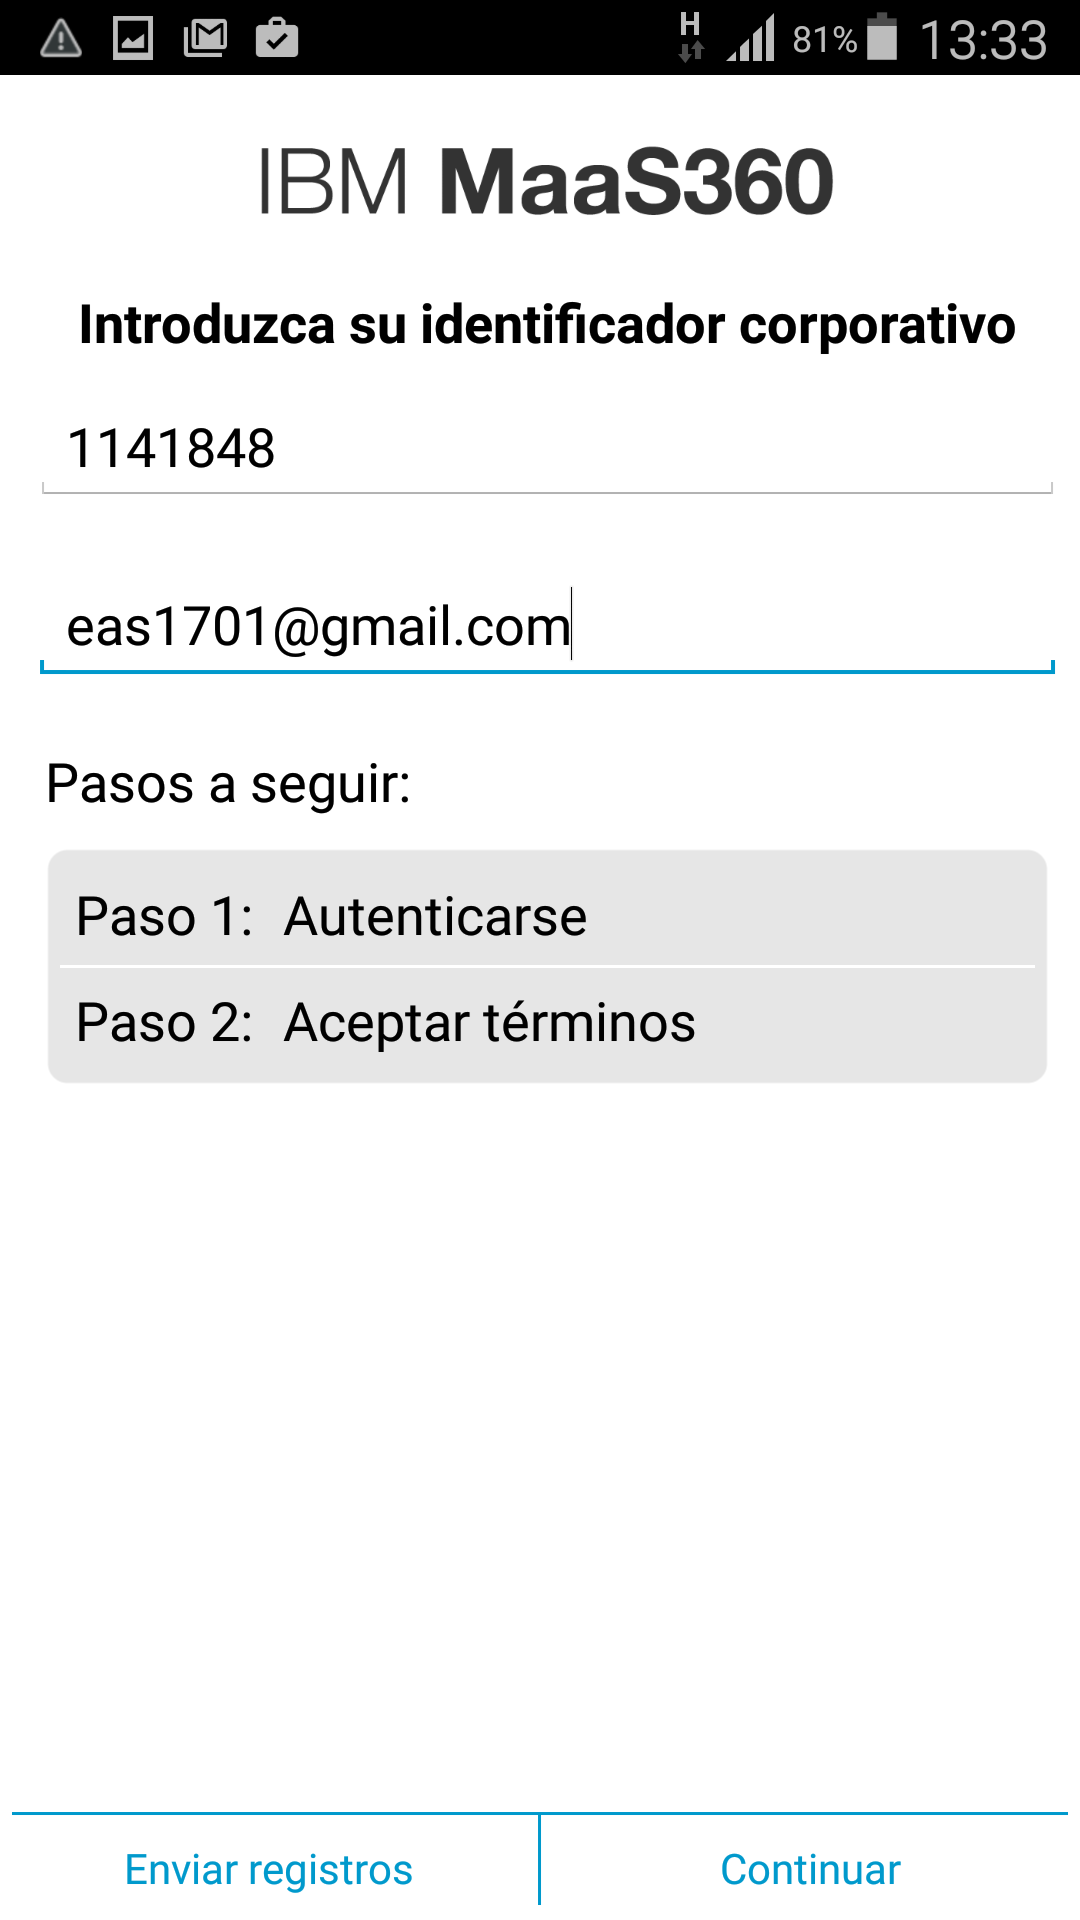 H 81% 13:33
IBM MaaS360
Introduzca su identificador corporativo
1141848
eas1701@gmail.com
Pasos a seguir:
Paso 1: Autenticarse
Paso 2: Aceptar términos
Enviar registros Continuar